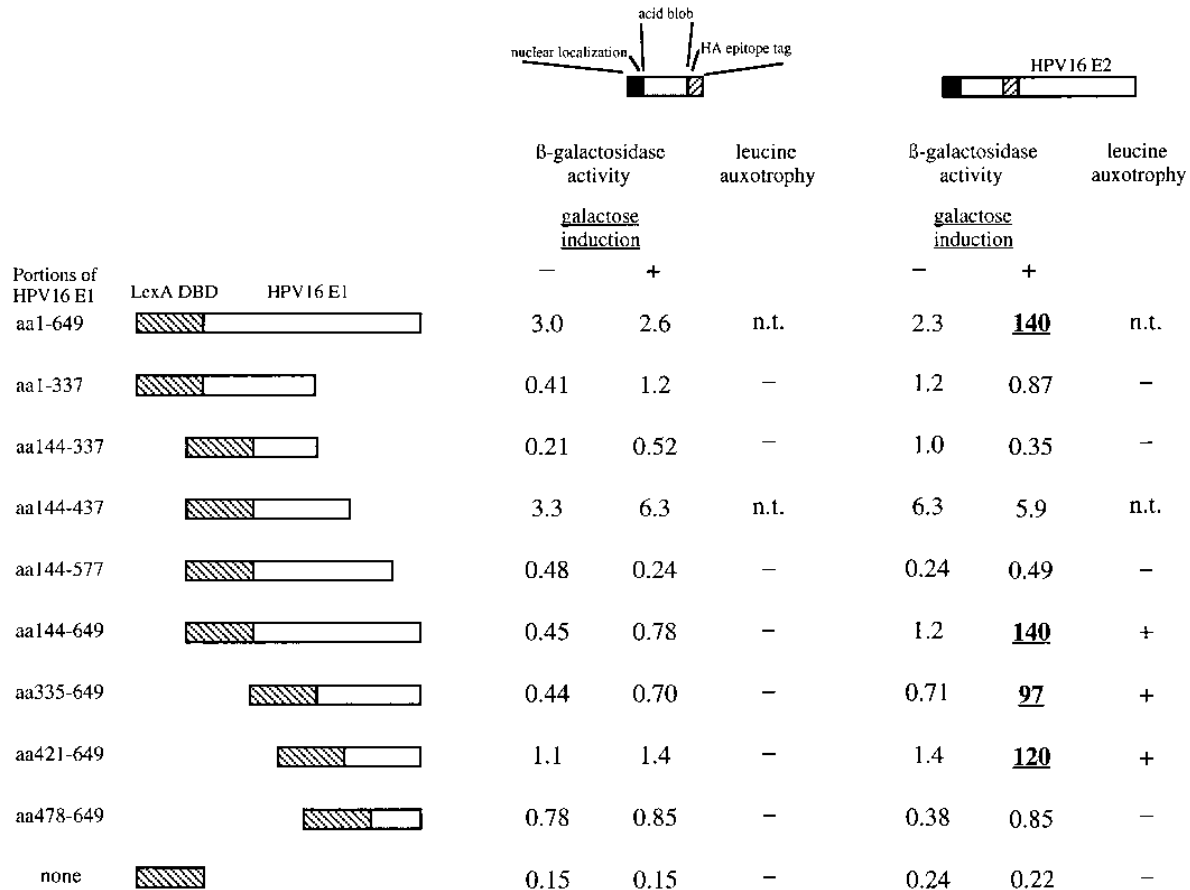 acid blob
nuclear localization
HA epitope tag
HPV16 E2
ß-galactosidase activity
leucine auxotrophy
ß-galactosidase activity
leucine auxotrophy
galactose induction
galactose induction
− +
− +
Portions of HPV16 E1
LexA DBD
HPV16 E1
aa1-649 3.0 2.6 n.t. 2.3 140 n.t.
aa1-337 0.41 1.2 − 1.2 0.87 −
aa144-337 0.21 0.52 − 1.0 0.35 −
aa144-437 3.3 6.3 n.t. 6.3 5.9 n.t.
aa144-577 0.48 0.24 − 0.24 0.49 −
aa144-649 0.45 0.78 − 1.2 140 +
aa335-649 0.44 0.70 − 0.71 97 +
aa421-649 1.1 1.4 − 1.4 120 +
aa478-649 0.78 0.85 − 0.38 0.85 −
none 0.15 0.15 − 0.24 0.22 −